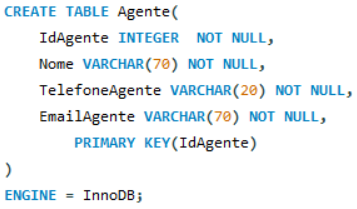 CREATE TABLE Agente(
    IdAgente INTEGER  NOT NULL,
    Nome VARCHAR(70) NOT NULL,
    TelefoneAgente VARCHAR(20) NOT NULL,
    EmailAgente VARCHAR(70) NOT NULL,
        PRIMARY KEY(IdAgente)
)
ENGINE = InnoDB;